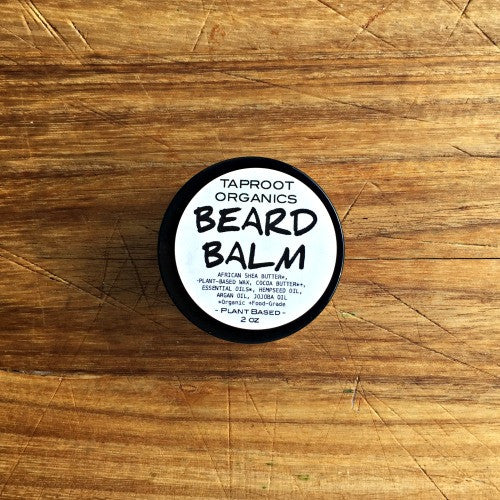 TAPROOT
ORGANICS
BEARD
BALM
AFRICAN SHEA BUTTER*,
PLANT-BASED WAX, COCOA BUTTER*+,
ESSENTIAL OILS*, HEMPSEED OIL,
ARGAN OIL, JOJOBA OIL
*Organic +Food-Grade
- PLANT BASED -
2 OZ